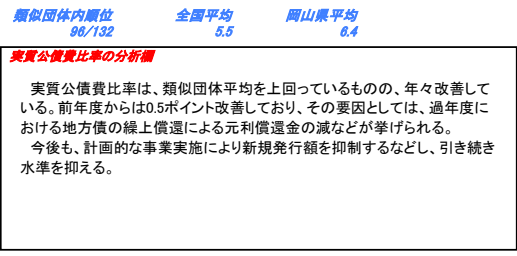 類似団体内順位 全国平均 岡山県平均
96/132 5.5 6.4
実質公債費比率の分析欄
実質公債費比率は、類似団体平均を上回っているものの、年々改善して
いる。前年度からは0.5ポイント改善しており、その要因としては、過年度に
おける地方債の繰上償還による元利償還金の減などが挙げられる。
今後も、計画的な事業実施により新規発行額を抑制するなどし、引き続き
水準を抑える。